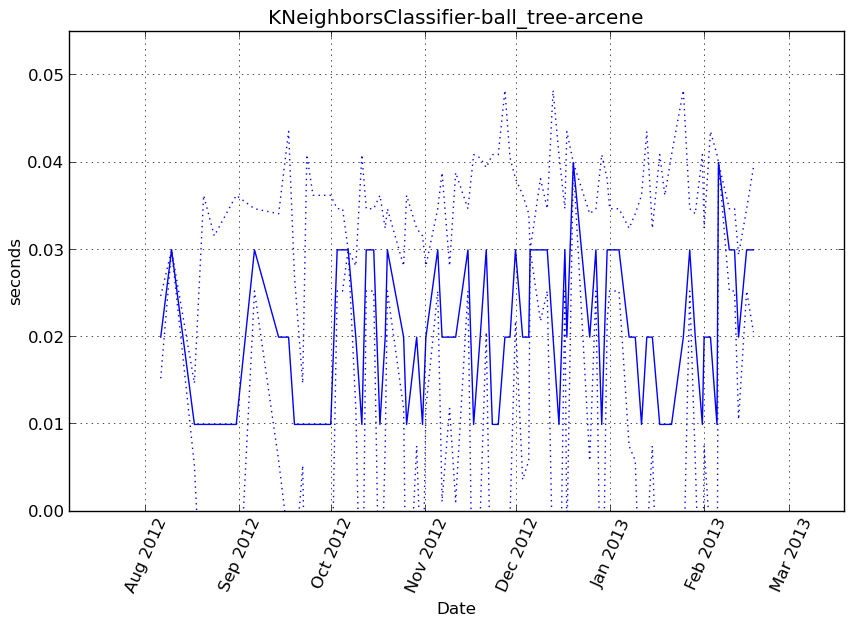 KNeighborsClassifier-ball_tree-arcene
0.05
0.04
0.03
0.02
0.01
0.00
seconds
Aug 2012
Sep 2012
Oct 2012
Nov 2012
Dec 2012
Jan 2013
Feb 2013
Mar 2013
Date